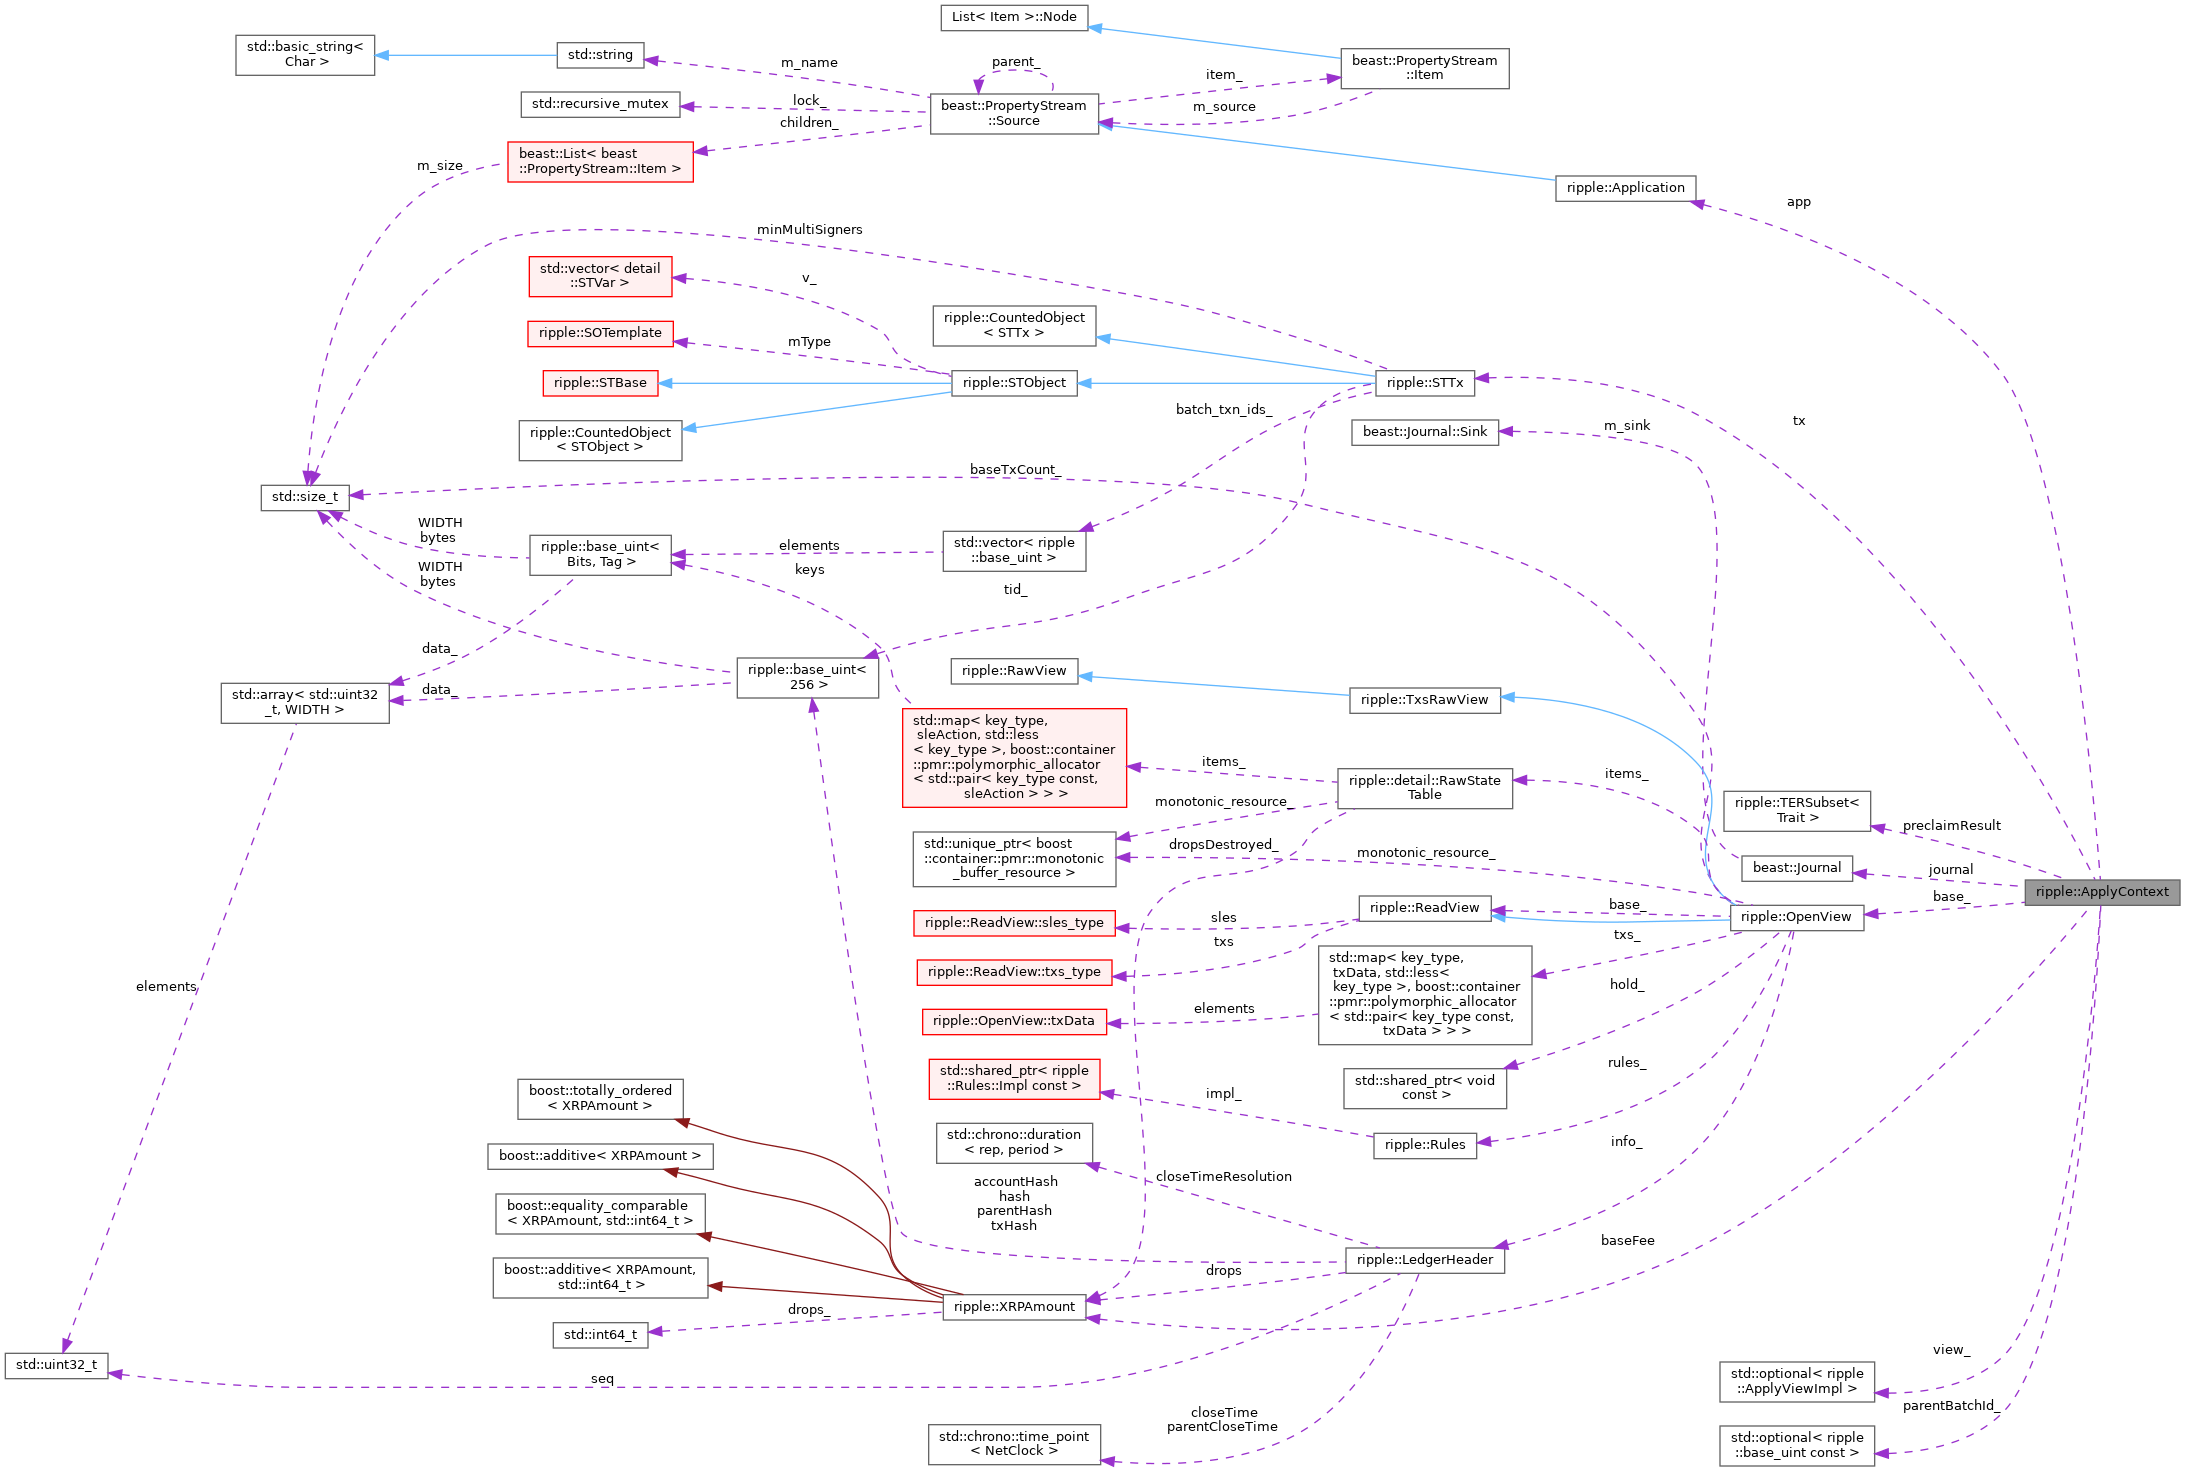 List< Item >::Node
std::basic_string<
Char >
std::string
beast::PropertyStream
::Item
m_name
parent_
item_
std::recursive_mutex
lock_
beast::PropertyStream
::Source
m_source
children_
beast::List< beast
::PropertyStream::Item >
m_size
ripple::Application
app
minMultiSigners
std::vector< detail
::STVar >
v_
ripple::CountedObject
< STTx >
ripple::SOTemplate
mType
ripple::STBase
ripple::STObject
ripple::STTx
batch_txn_ids_
tx
ripple::CountedObject
< STObject >
beast::Journal::Sink
m_sink
baseTxCount_
std::size_t
WIDTH
bytes
ripple::base_uint<
Bits, Tag >
elements
std::vector< ripple
::base_uint >
keys
WIDTH
bytes
tid_
data_
ripple::base_uint<
256 >
ripple::RawView
std::array< std::uint32
_t, WIDTH >
data_
ripple::TxsRawView
std::map< key_type,
sleAction, std::less
< key_type >, boost::container
::pmr::polymorphic_allocator
< std::pair< key_type const,
sleAction > > >
items_
ripple::detail::RawState
Table
items_
monotonic_resource_
ripple::TERSubset<
Trait >
preclaimResult
std::unique_ptr< boost
::container::pmr::monotonic
_buffer_resource >
dropsDestroyed_
monotonic_resource_
beast::Journal
journal
ripple::ApplyContext
ripple::ReadView::sles_type
sles
ripple::ReadView
base_
ripple::OpenView
base_
txs
txs_
ripple::ReadView::txs_type
std::map< key_type,
txData, std::less<
key_type >, boost::container
::pmr::polymorphic_allocator
< std::pair< key_type const,
txData > > >
hold_
elements
elements
ripple::OpenView::txData
std::shared_ptr< ripple
::Rules::Impl const >
impl_
std::shared_ptr< void
const >
rules_
boost::totally_ordered
< XRPAmount >
std::chrono::duration
< rep, period >
ripple::Rules
info_
boost::additive< XRPAmount >
accountHash
hash
parentHash
txHash
closeTimeResolution
boost::equality_comparable
< XRPAmount, std::int64_t >
baseFee
ripple::LedgerHeader
boost::additive< XRPAmount,
std::int64_t >
drops
ripple::XRPAmount
drops_
std::int64_t
std::uint32_t
seq
view_
std::optional< ripple
::ApplyViewImpl >
parentBatchId_
closeTime
parentCloseTime
std::chrono::time_point
< NetClock >
std::optional< ripple
::base_uint const >